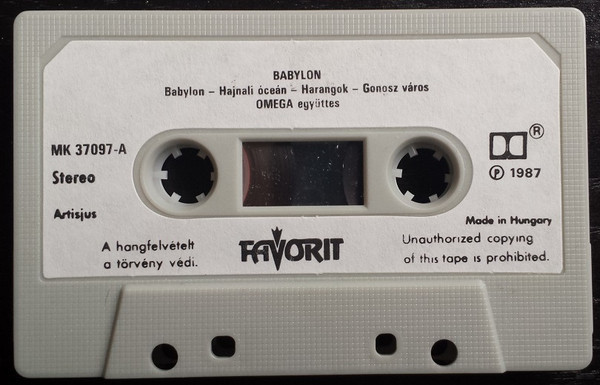 BABYLON
Babylon – Hajnali óceán – Harangok – Gonosz város
OMEGA együttes
MK 37097-A
Stereo
Artisjus
A hangfelvételt
a törvény védi.
FAVORIT
®
℗ 1987
Made in Hungary
Unauthorized copying
of this tape is prohibited.